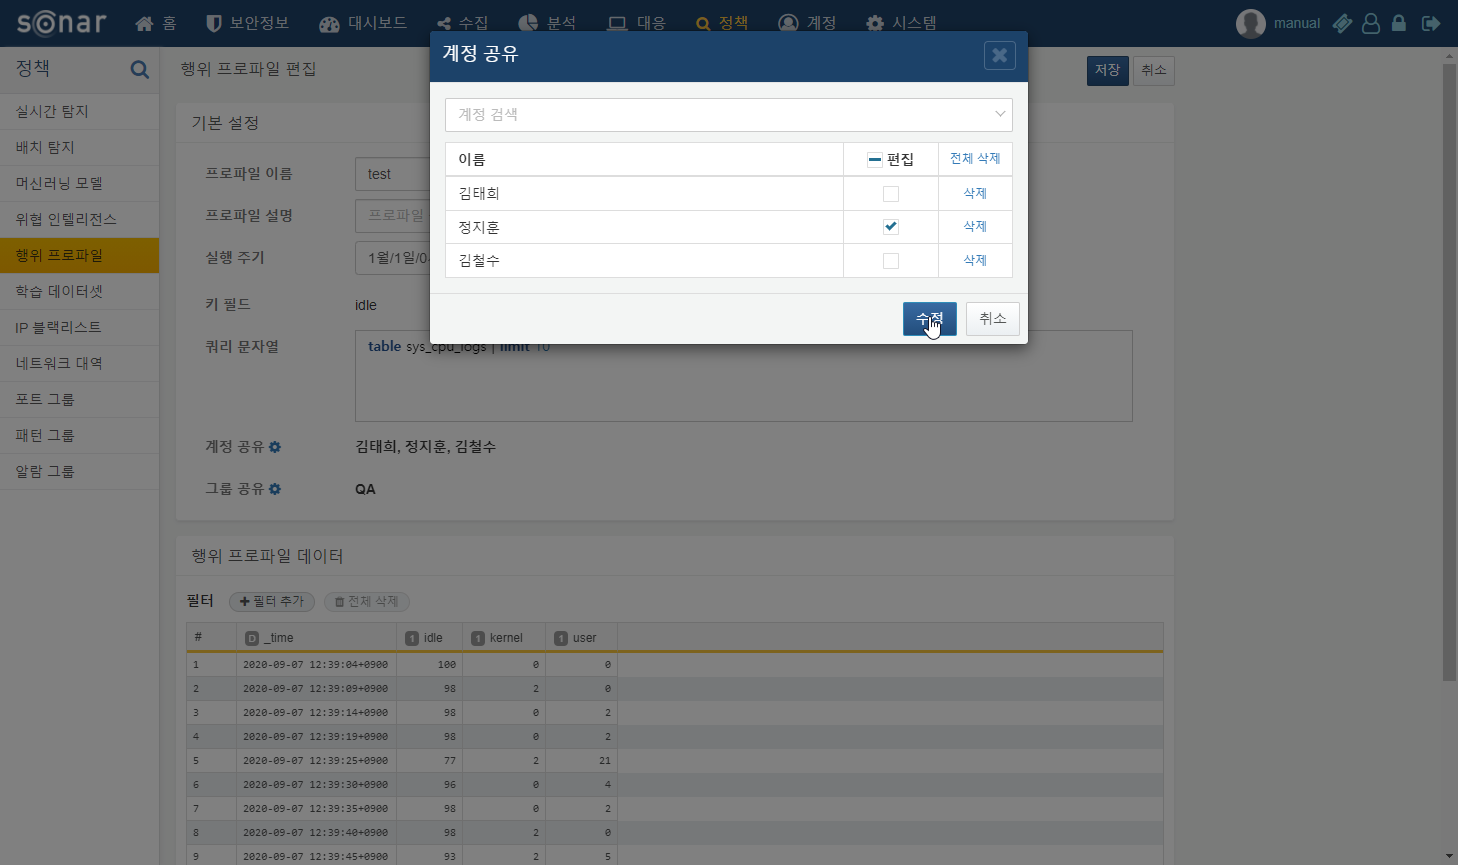 sonar 홈 보안정보 대시보드 수집 분석 대응 정책 계정 시스템 manual
정책
실시간 탐지
배치 탐지
머신러닝 모델
위협 인텔리전스
행위 프로파일
학습 데이터셋
IP 블랙리스트
네트워크 대역
포트 그룹
패턴 그룹
알람 그룹
행위 프로파일 편집 저장 취소
기본 설정
프로파일 이름 test
프로파일 설명 프로파일
실행 주기 1월/1일/0
키 필드 idle
쿼리 문자열 table sys_cpu_logs | limit 10
계정 공유 김태희, 정지훈, 김철수
그룹 공유 QA
계정 공유
계정 검색
이름 편집 전체 삭제
김태희 삭제
정지훈 삭제
김철수 삭제
수정 취소
행위 프로파일 데이터
필터 필터 추가 전체 삭제
# D _time 1 idle 1 kernel 1 user
1 2020-09-07 12:39:04+0900 100 0 0
2 2020-09-07 12:39:09+0900 98 2 0
3 2020-09-07 12:39:14+0900 98 0 2
4 2020-09-07 12:39:19+0900 98 0 2
5 2020-09-07 12:39:25+0900 77 2 21
6 2020-09-07 12:39:30+0900 96 0 4
7 2020-09-07 12:39:35+0900 98 0 2
8 2020-09-07 12:39:40+0900 98 2 0
9 2020-09-07 12:39:45+0900 93 2 5